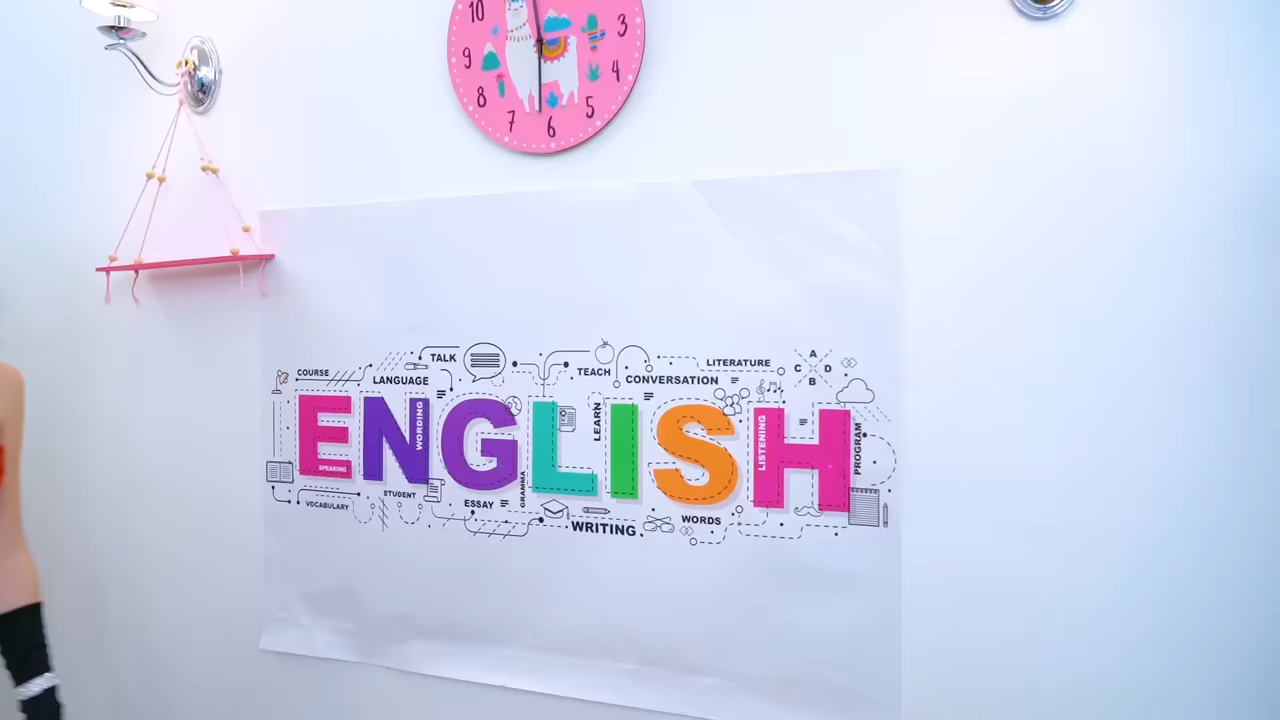 10
3
9
4
8
5
7
6
TALK
TEACH
LITERATURE
COURSE
LANGUAGE
CONVERSATION
A
C D
B
ENGLISH
SPEAKING
WORDING
LEARN
LISTENING
PROGRAM
GRAMMA
VOCABULARY
STUDENT
ESSAY
WRITING
WORDS